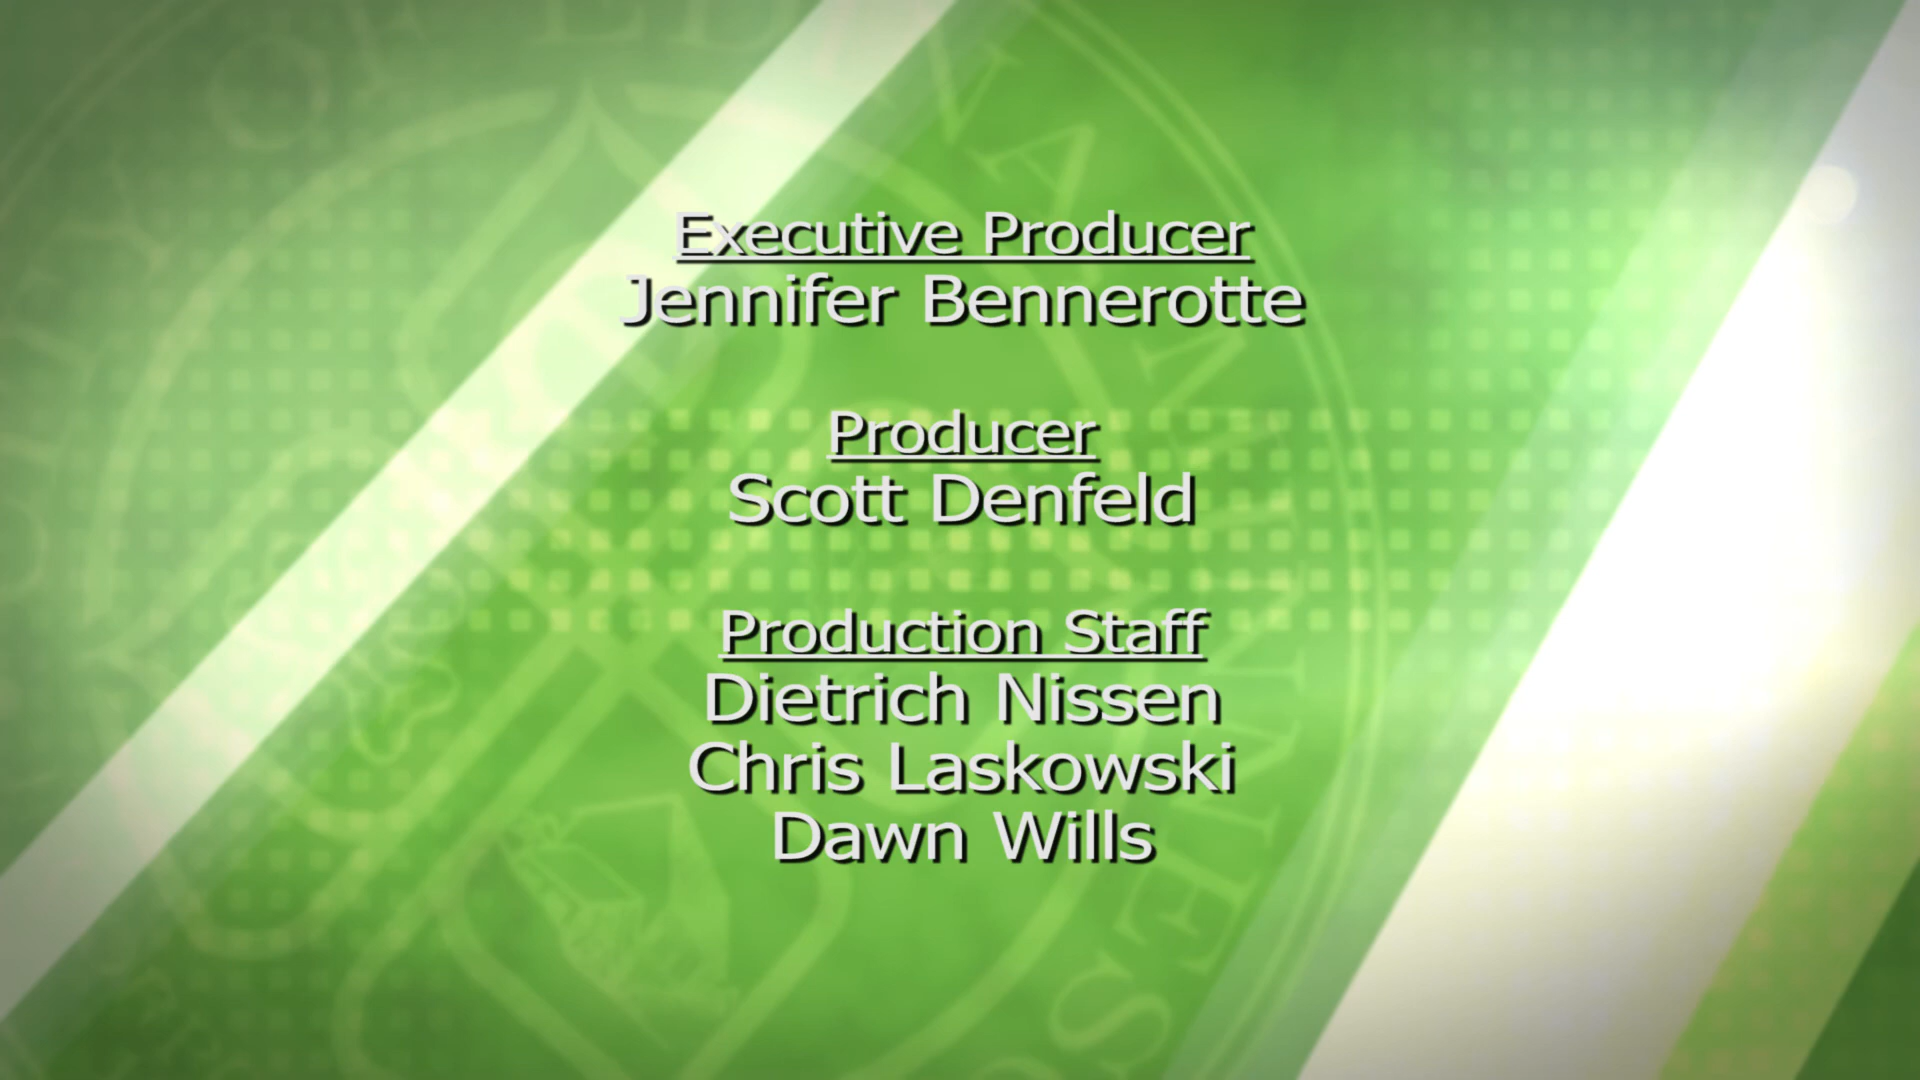 Executive Producer
Jennifer Bennerotte
Producer
Scott Denfeld
Production Staff
Dietrich Nissen
Chris Laskowski
Dawn Wills